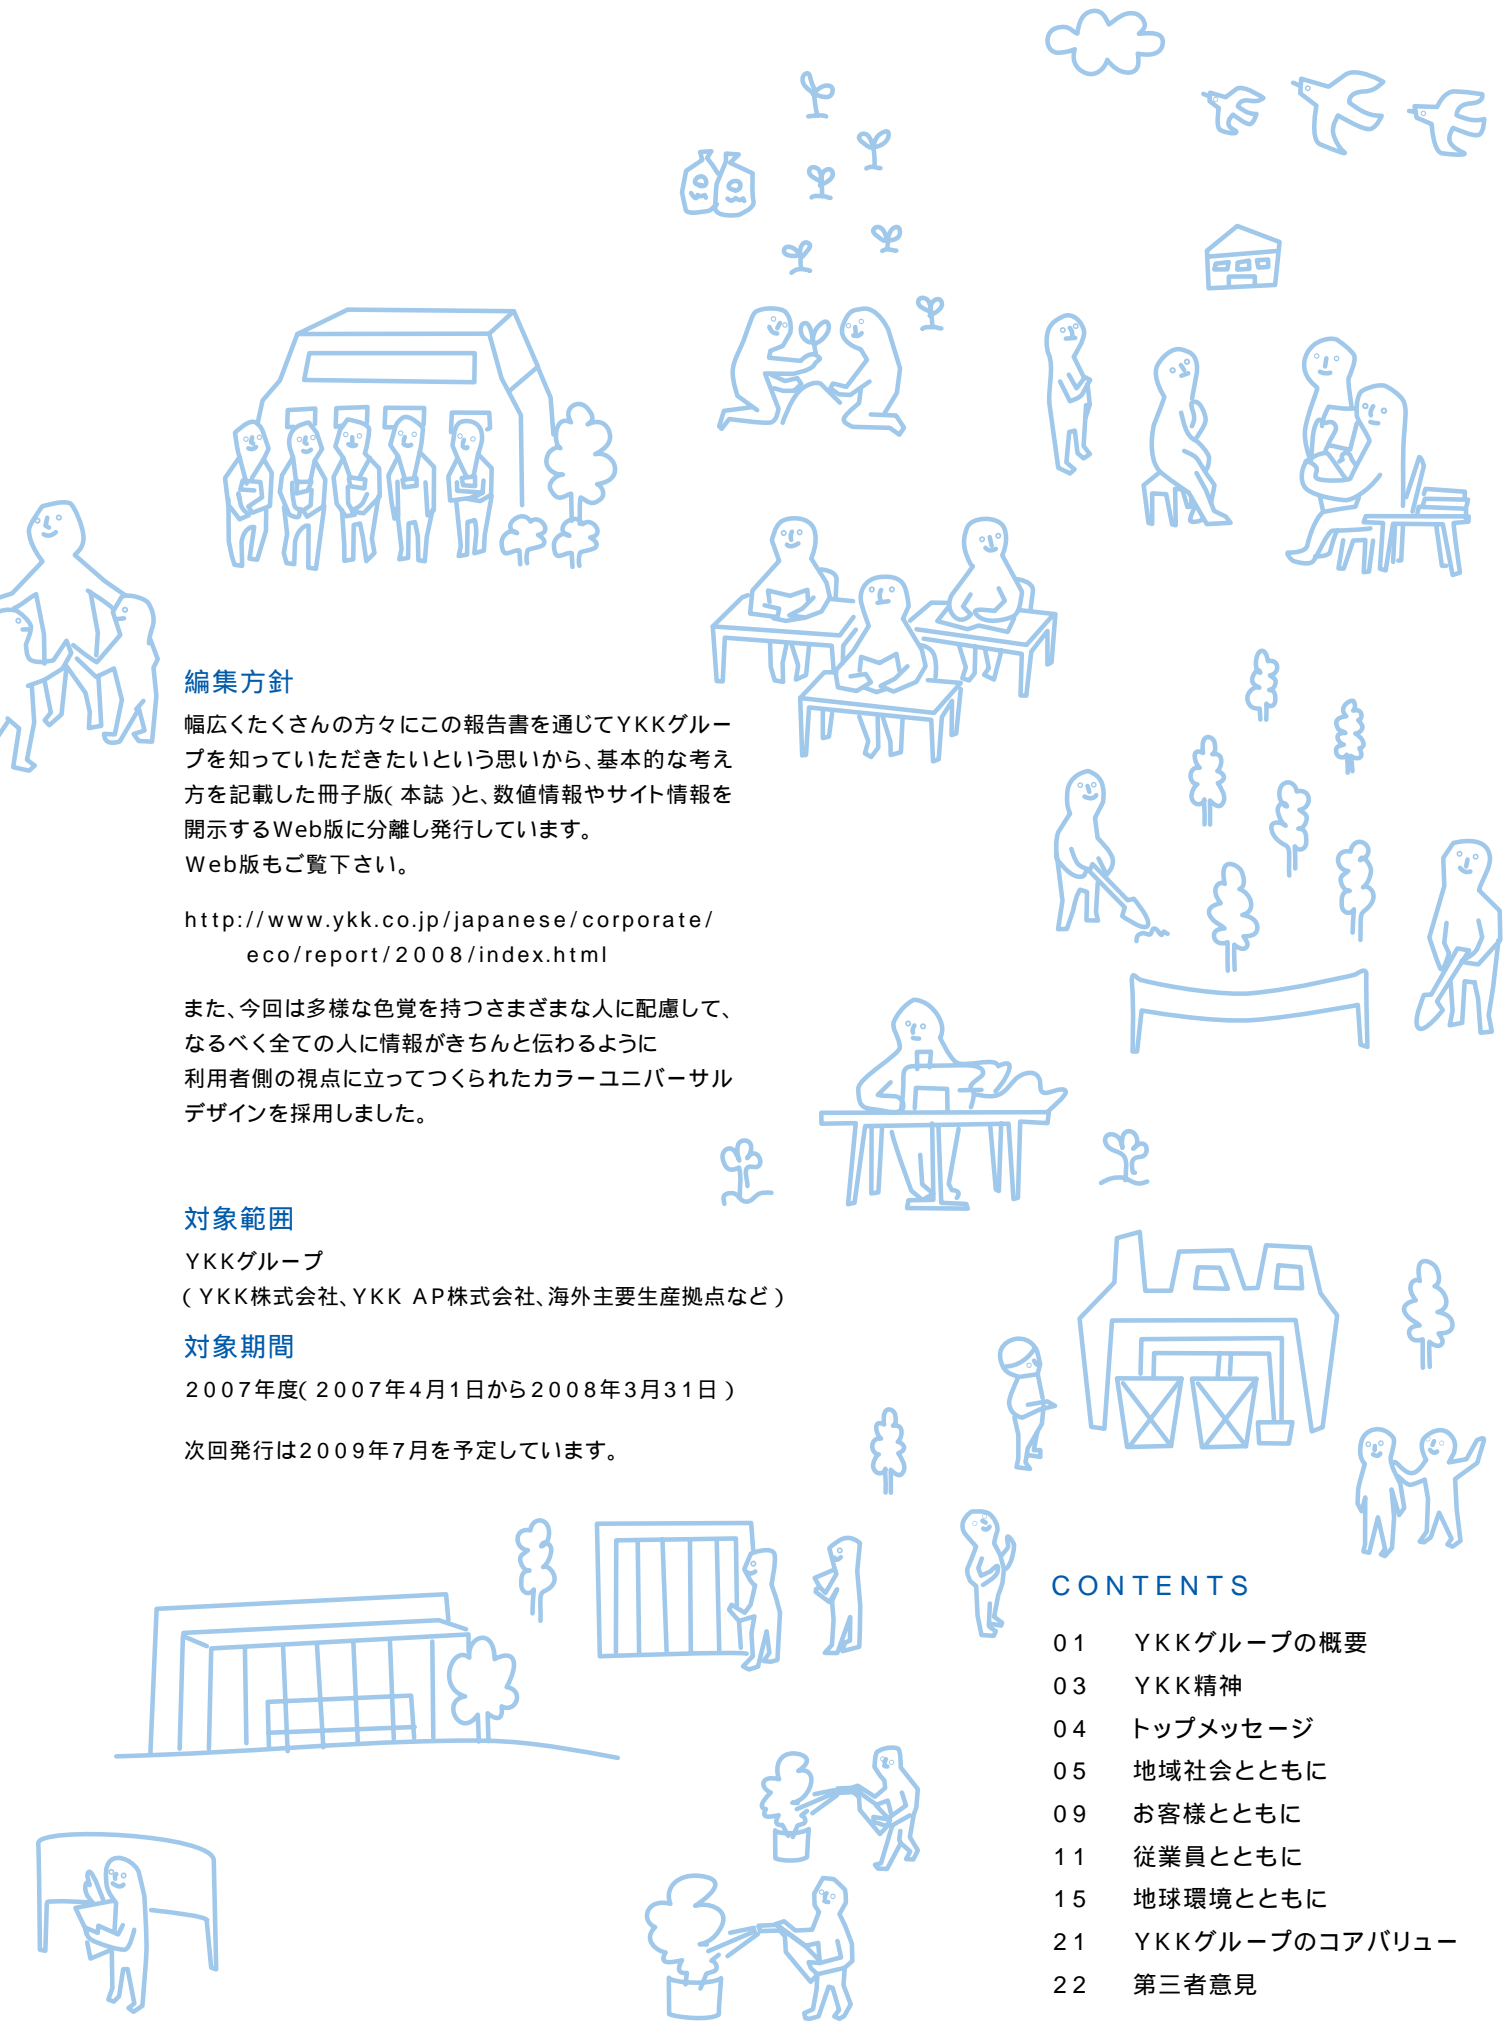 編集方針
幅広くたくさんの方々にこの報告書を通じてYKKグルー
プを知っていただきたいという思いから、基本的な考え
方を記載した冊子版(本誌)と、数値情報やサイト情報を
開示するWeb版に分離し発行しています。
Web版もご覧下さい。
http://www.ykk.co.jp/japanese/corporate/
eco/report/2008/index.html
また、今回は多様な色覚を持つさまざまな人に配慮して、
なるべく全ての人に情報がきちんと伝わるように
利用者側の視点に立ってつくられたカラーユニバーサル
デザインを採用しました。
対象範囲
YKKグループ
(YKK株式会社、YKK AP株式会社、海外主要生産拠点など)
対象期間
2007年度(2007年4月1日から2008年3月31日)
次回発行は2009年7月を予定しています。
CONTENTS
01 YKKグループの概要
03 YKK精神
04 トップメッセージ
05 地域社会とともに
09 お客様とともに
11 従業員とともに
15 地球環境とともに
21 YKKグループのコアバリュー
22 第三者意見